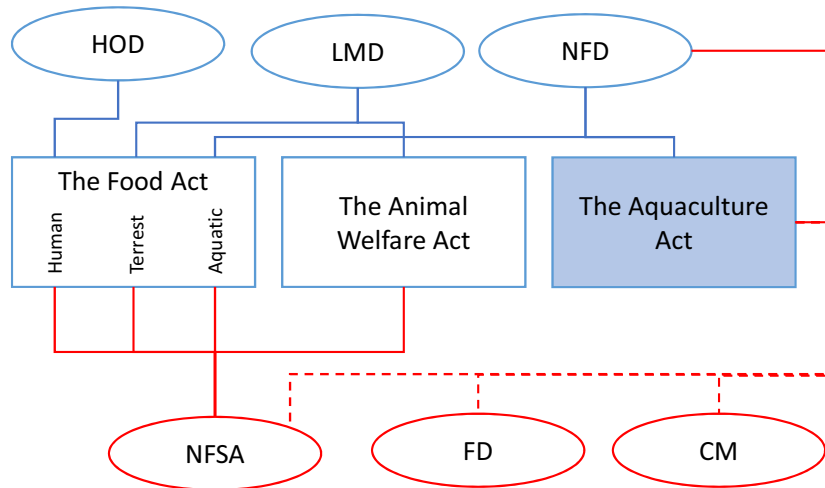 HOD
LMD
NFD
The Food Act
Human
Terrest
Aquatic
The Animal
Welfare Act
The Aquaculture
Act
NFSA
FD
CM